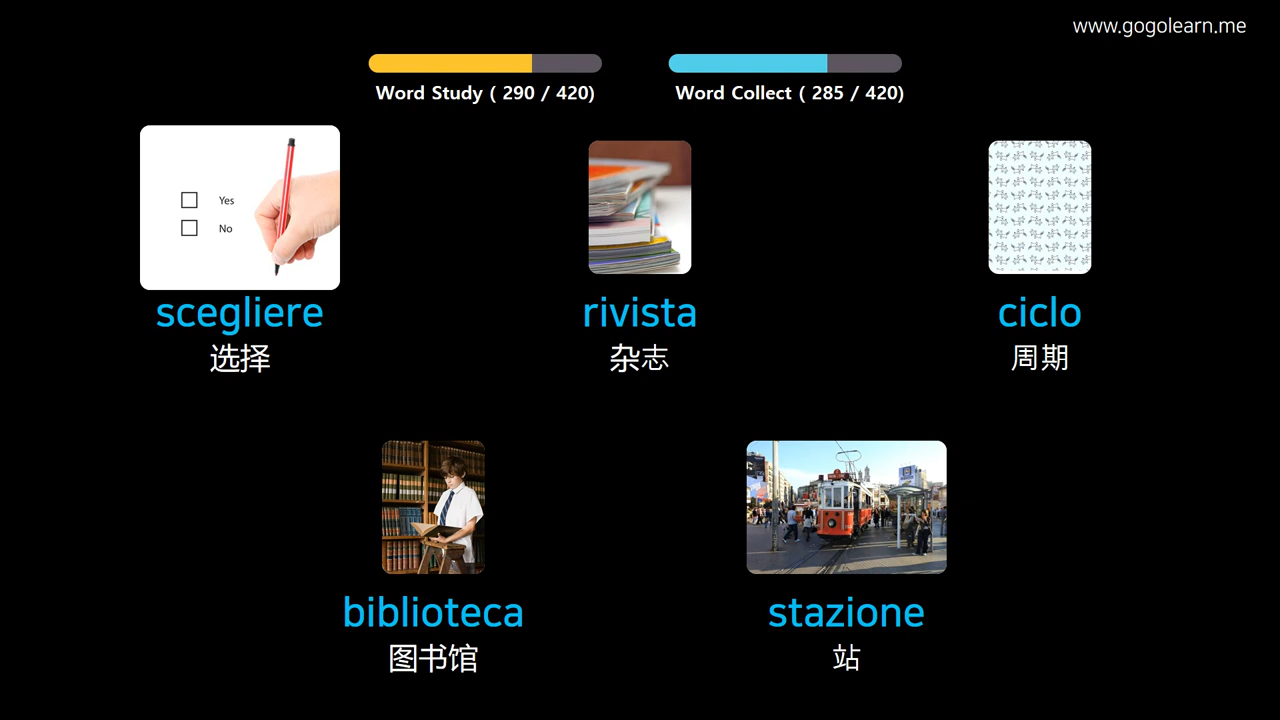 www.gogolearn.me
Word Study ( 290 / 420)
Word Collect ( 285 / 420)
Yes
No
scegliere
选择
rivista
杂志
ciclo
周期
biblioteca
图书馆
stazione
站